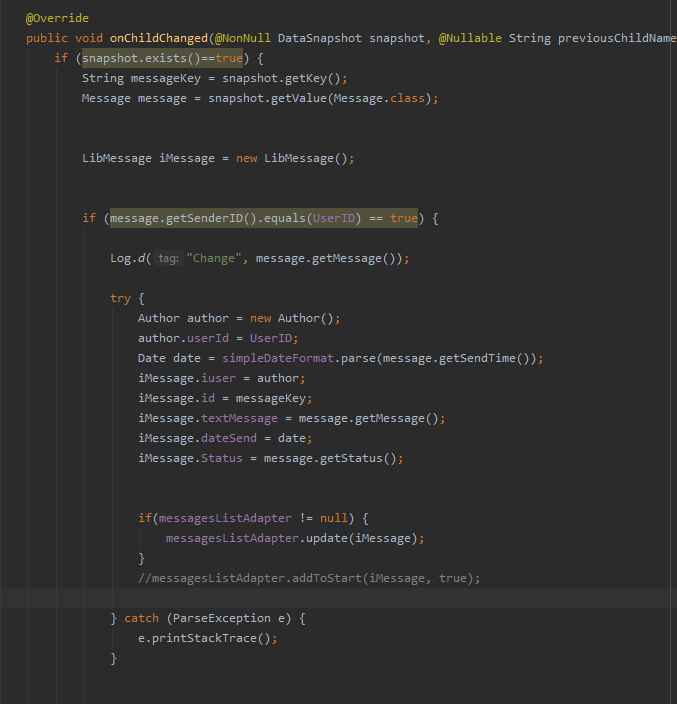 @Override
public void onChildChanged(@NonNull DataSnapshot snapshot, @Nullable String previousChildName
if (snapshot.exists()==true) {
String messageKey = snapshot.getKey();
Message message = snapshot.getValue(Message.class);
LibMessage iMessage = new LibMessage();
if (message.getSenderID().equals(UserID) == true) {
Log.d( tag: "Change", message.getMessage());
try {
Author author = new Author();
author.userId = UserID;
Date date = simpleDateFormat.parse(message.getSendTime());
iMessage.iuser = author;
iMessage.id = messageKey;
iMessage.textMessage = message.getMessage();
iMessage.dateSend = date;
iMessage.Status = message.getStatus();
if(messagesListAdapter != null) {
messagesListAdapter.update(iMessage);
}
//messagesListAdapter.addToStart(iMessage, true);
} catch (ParseException e) {
e.printStackTrace();
}